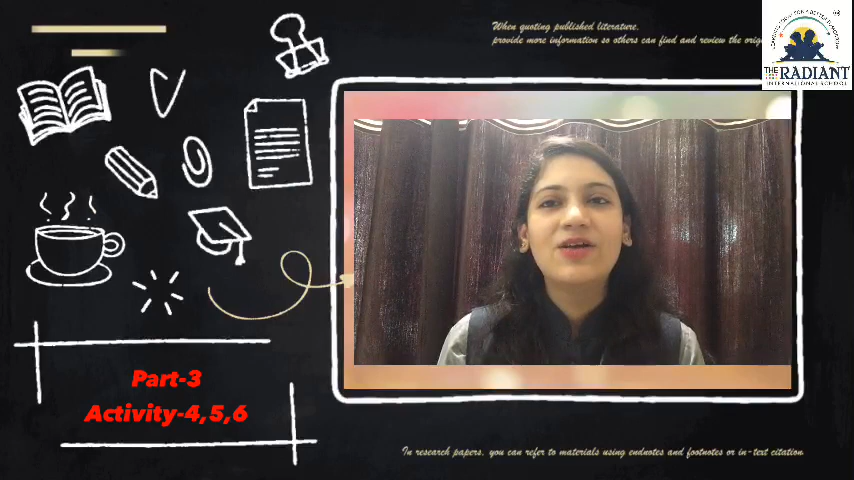 When quoting published literature,
provide more information so others can find and review the
THE RADIANT
INTERNATIONAL SCHOOL
Part-3
Activity-4,5,6
In research papers, you can refer to materials using endnotes and footnotes or in-text citation